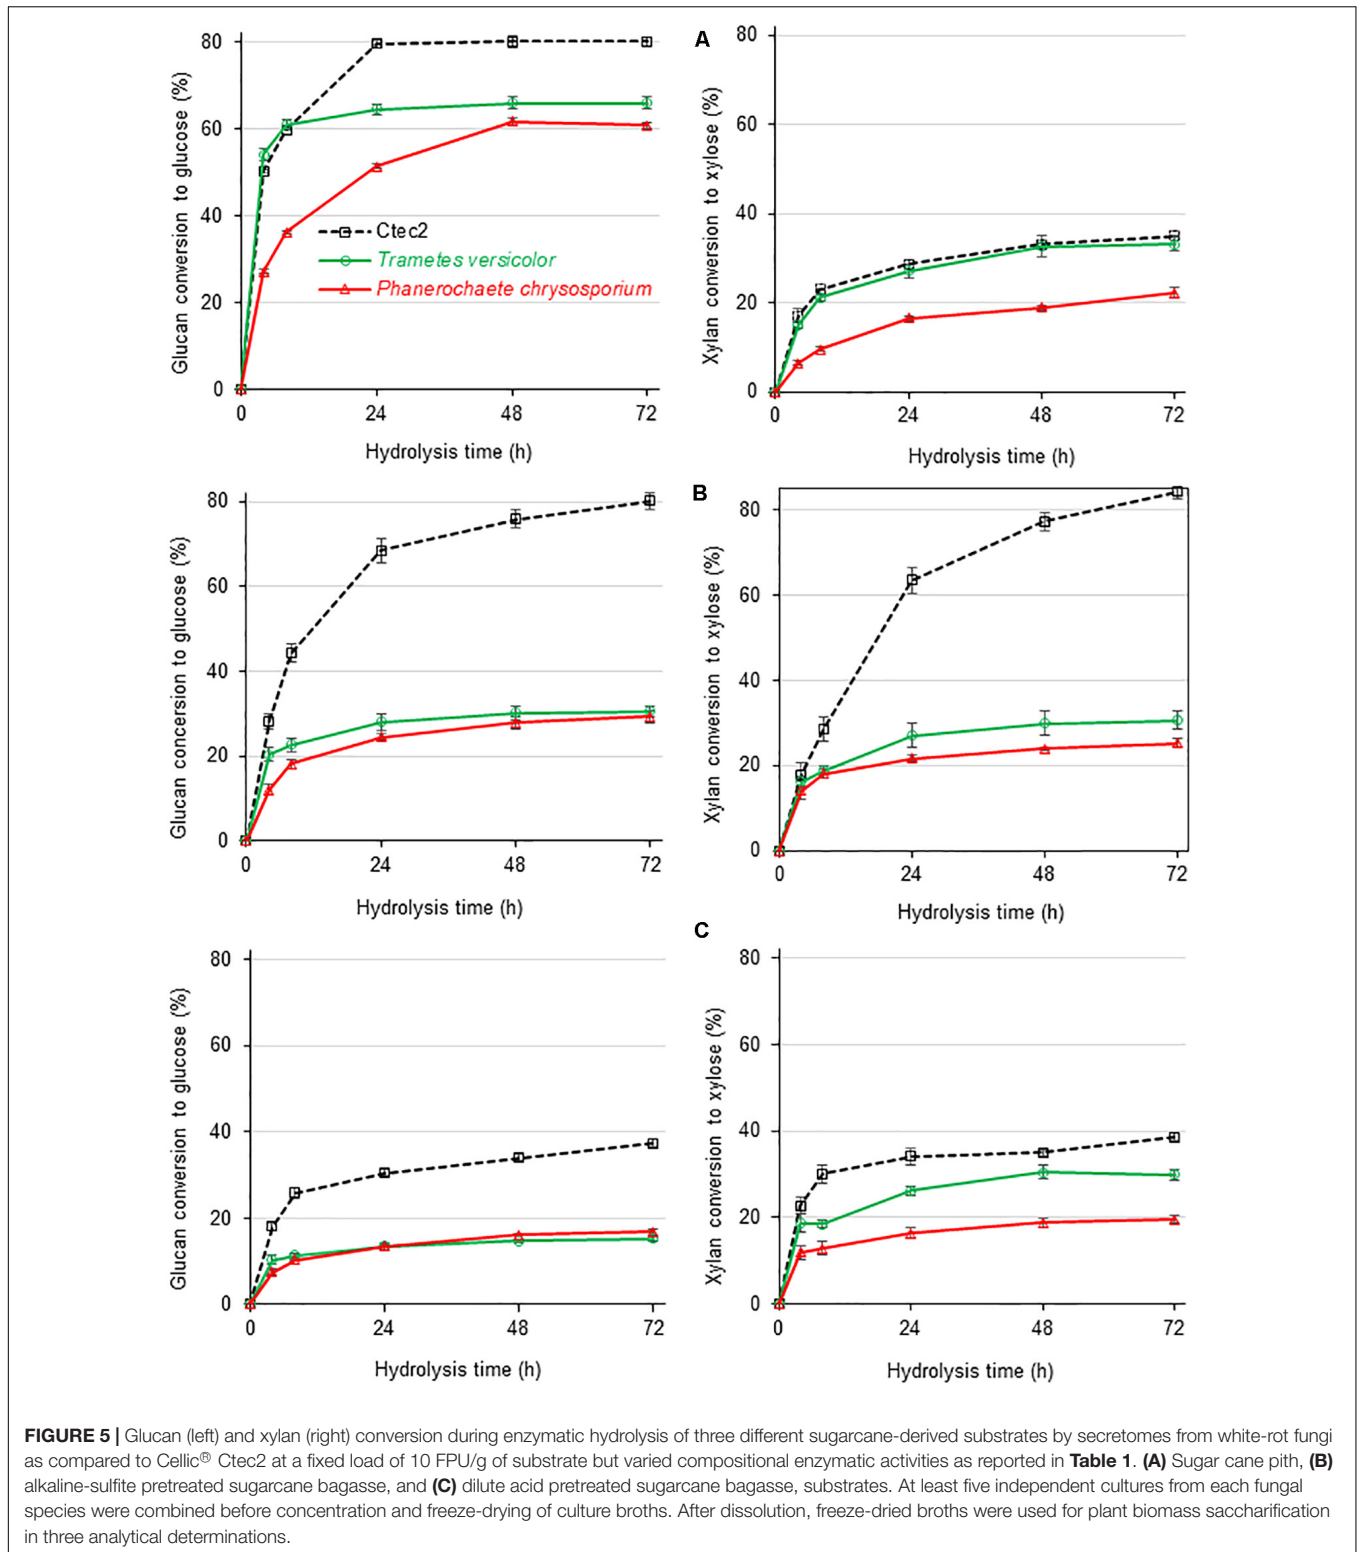 A
Glucan conversion to glucose (%)
80
60
40
20
0
Ctec2
Trametes versicolor
Phanerochaete chrysosporium
0 24 48 72
Hydrolysis time (h)
Xylan conversion to xylose (%)
80
60
40
20
0
0 24 48 72
Hydrolysis time (h)
B
Glucan concersion to glucose (%)
80
60
40
20
0
0 24 48 72
Hydrolysis time (h)
Xylan conversion to xylose (%)
80
60
40
20
0
0 24 48 72
Hydrolysis time (h)
C
Glucan conversion to glucose (%)
80
60
40
20
0
0 24 48 72
Hydrolysis time (h)
Xylan conversion to xylose (%)
80
60
40
20
0
0 24 48 72
Hydrolysis time (h)
FIGURE 5 | Glucan (left) and xylan (right) conversion during enzymatic hydrolysis of three different sugarcane-derived substrates by secretomes from white-rot fungi
as compared to Cellic® Ctec2 at a fixed load of 10 FPU/g of substrate but varied compositional enzymatic activities as reported in Table 1. (A) Sugar cane pith, (B)
alkaline-sulfite pretreated sugarcane bagasse, and (C) dilute acid pretreated sugarcane bagasse, substrates. At least five independent cultures from each fungal
species were combined before concentration and freeze-drying of culture broths. After dissolution, freeze-dried broths were used for plant biomass saccharification
in three analytical determinations.